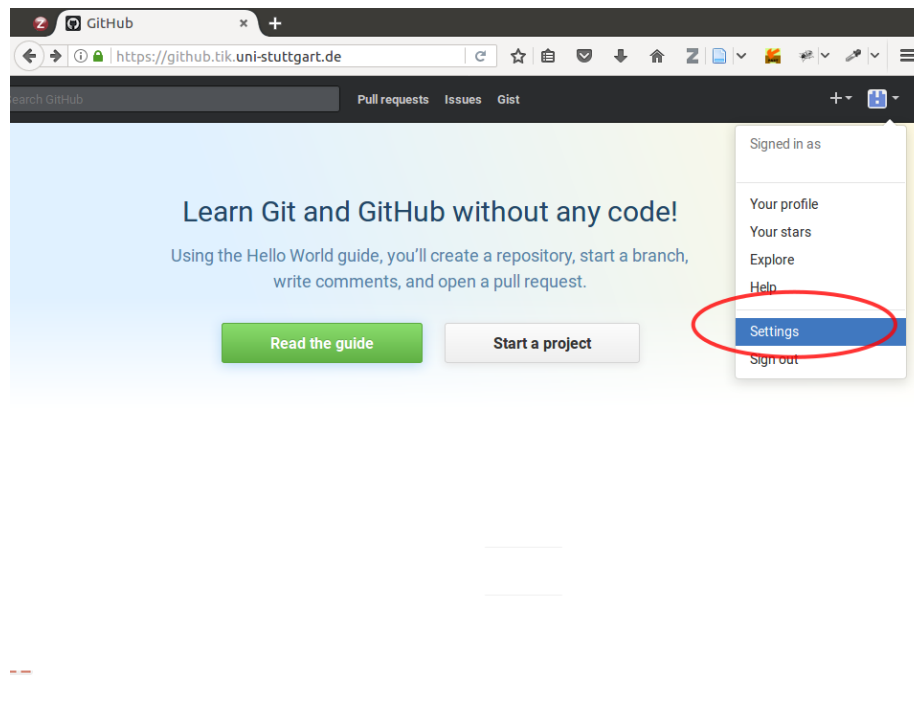 GitHub
https://github.tik.uni-stuttgart.de
Search GitHub
Pull requests Issues Gist
Signed in as
Your profile
Your stars
Explore
Help
Settings
Sign out
Learn Git and GitHub without any code!
Using the Hello World guide, you’ll create a repository, start a branch,
write comments, and open a pull request.
Read the guide
Start a project